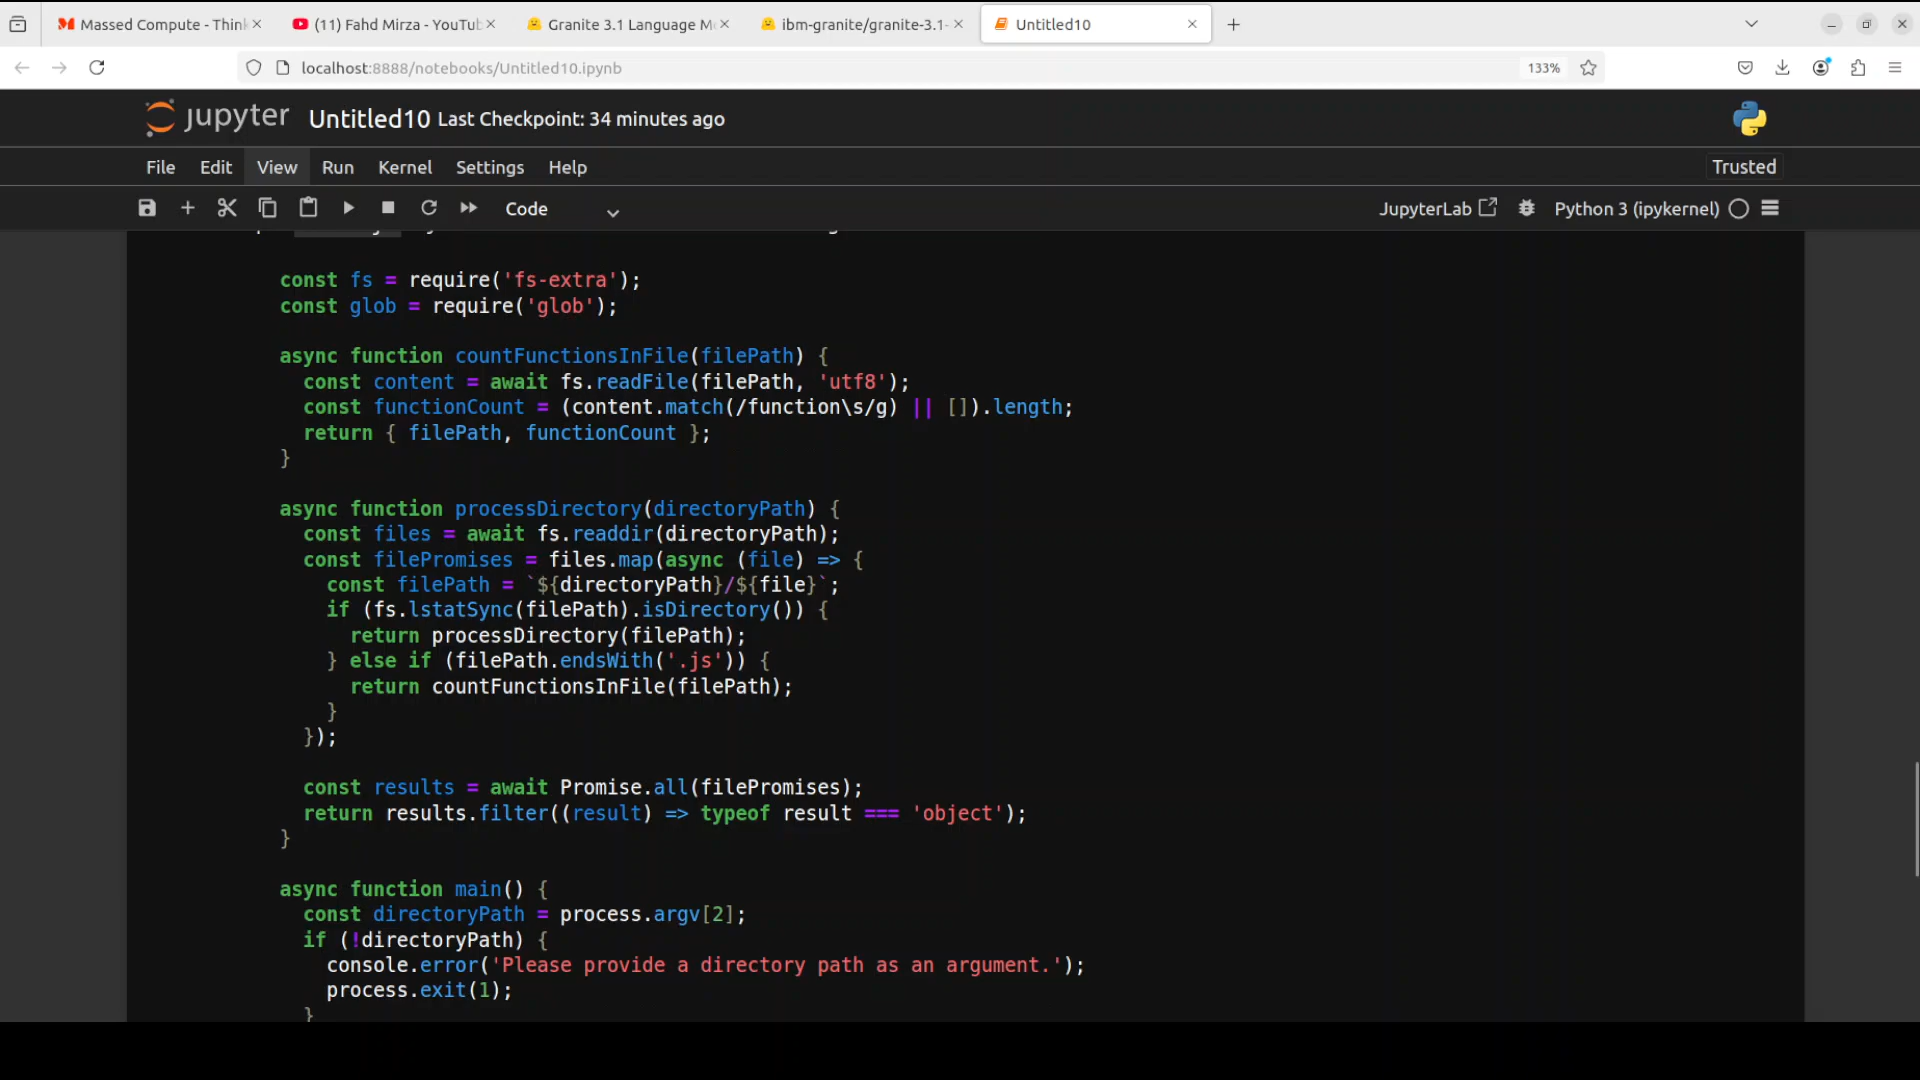 Massed Compute - Think
(11) Fahd Mirza - YouTub
Granite 3.1 Language M
ibm-granite/granite-3.1-
Untitled10
localhost:8888/notebooks/Untitled10.ipynb
133%
jupyter Untitled10 Last Checkpoint: 34 minutes ago
File Edit View Run Kernel Settings Help
Trusted
Code
JupyterLab
Python 3 (ipykernel)
const fs = require('fs-extra');
const glob = require('glob');
async function countFunctionsInFile(filePath) {
const content = await fs.readFile(filePath, 'utf8');
const functionCount = (content.match(/function\s/g) || []).length;
return { filePath, functionCount };
}
async function processDirectory(directoryPath) {
const files = await fs.readdir(directoryPath);
const filePromises = files.map(async (file) => {
const filePath = `${directoryPath}/${file}`;
if (fs.lstatSync(filePath).isDirectory()) {
return processDirectory(filePath);
} else if (filePath.endsWith('.js')) {
return countFunctionsInFile(filePath);
}
});
const results = await Promise.all(filePromises);
return results.filter((result) => typeof result === 'object');
}
async function main() {
const directoryPath = process.argv[2];
if (!directoryPath) {
console.error('Please provide a directory path as an argument.');
process.exit(1);
}